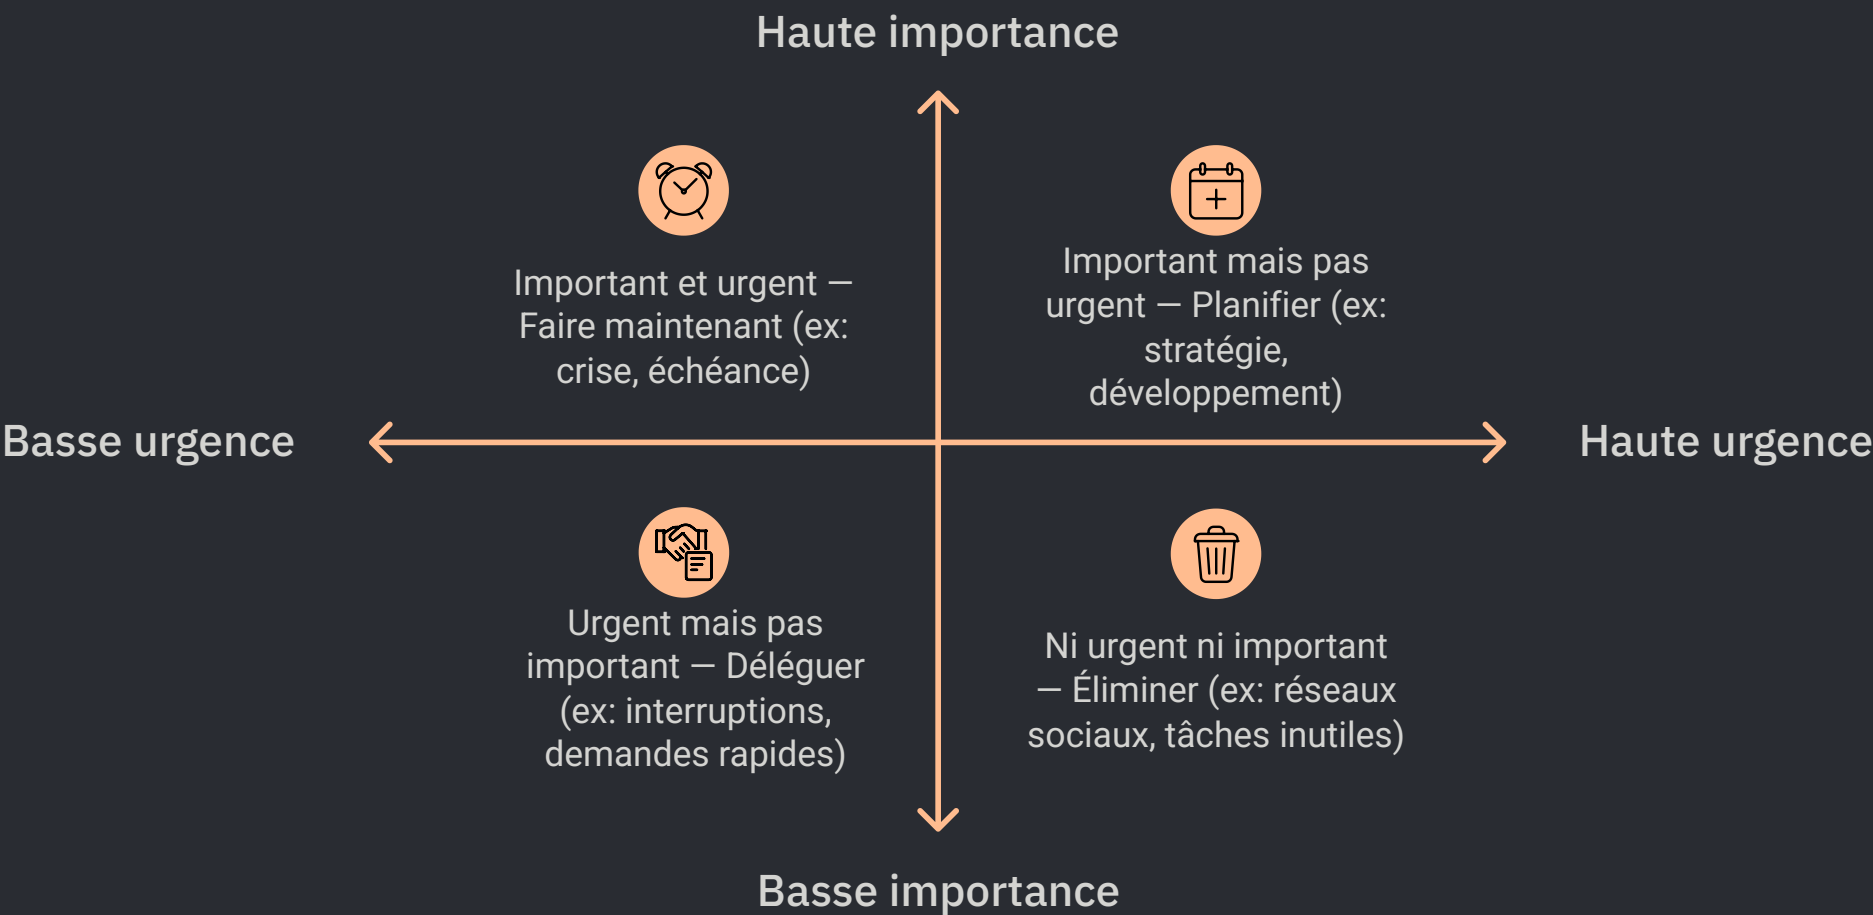 Haute importance
Important et urgent —
Faire maintenant (ex:
crise, échéance)
Important mais pas
urgent — Planifier (ex:
stratégie,
développement)
Basse urgence
Haute urgence
Urgent mais pas
important — Déléguer
(ex: interruptions,
demandes rapides)
Ni urgent ni important
— Éliminer (ex: réseaux
sociaux, tâches inutiles)
Basse importance